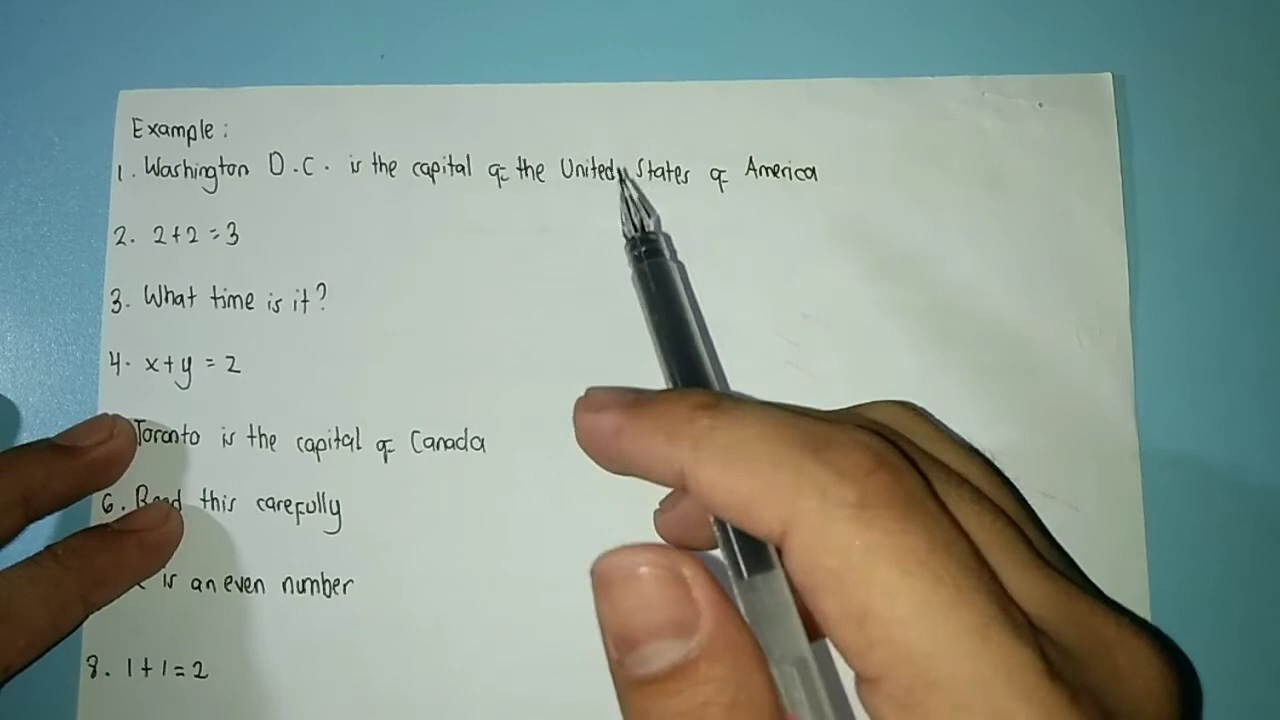 Example:
1. Washington D.C. is the capital of the United States of America
2. 2+2=3
3. What time is it?
4. x+y = 2
Toronto is the capital of Canada
6. Read this carefully
is an even number
8. 1+1=2